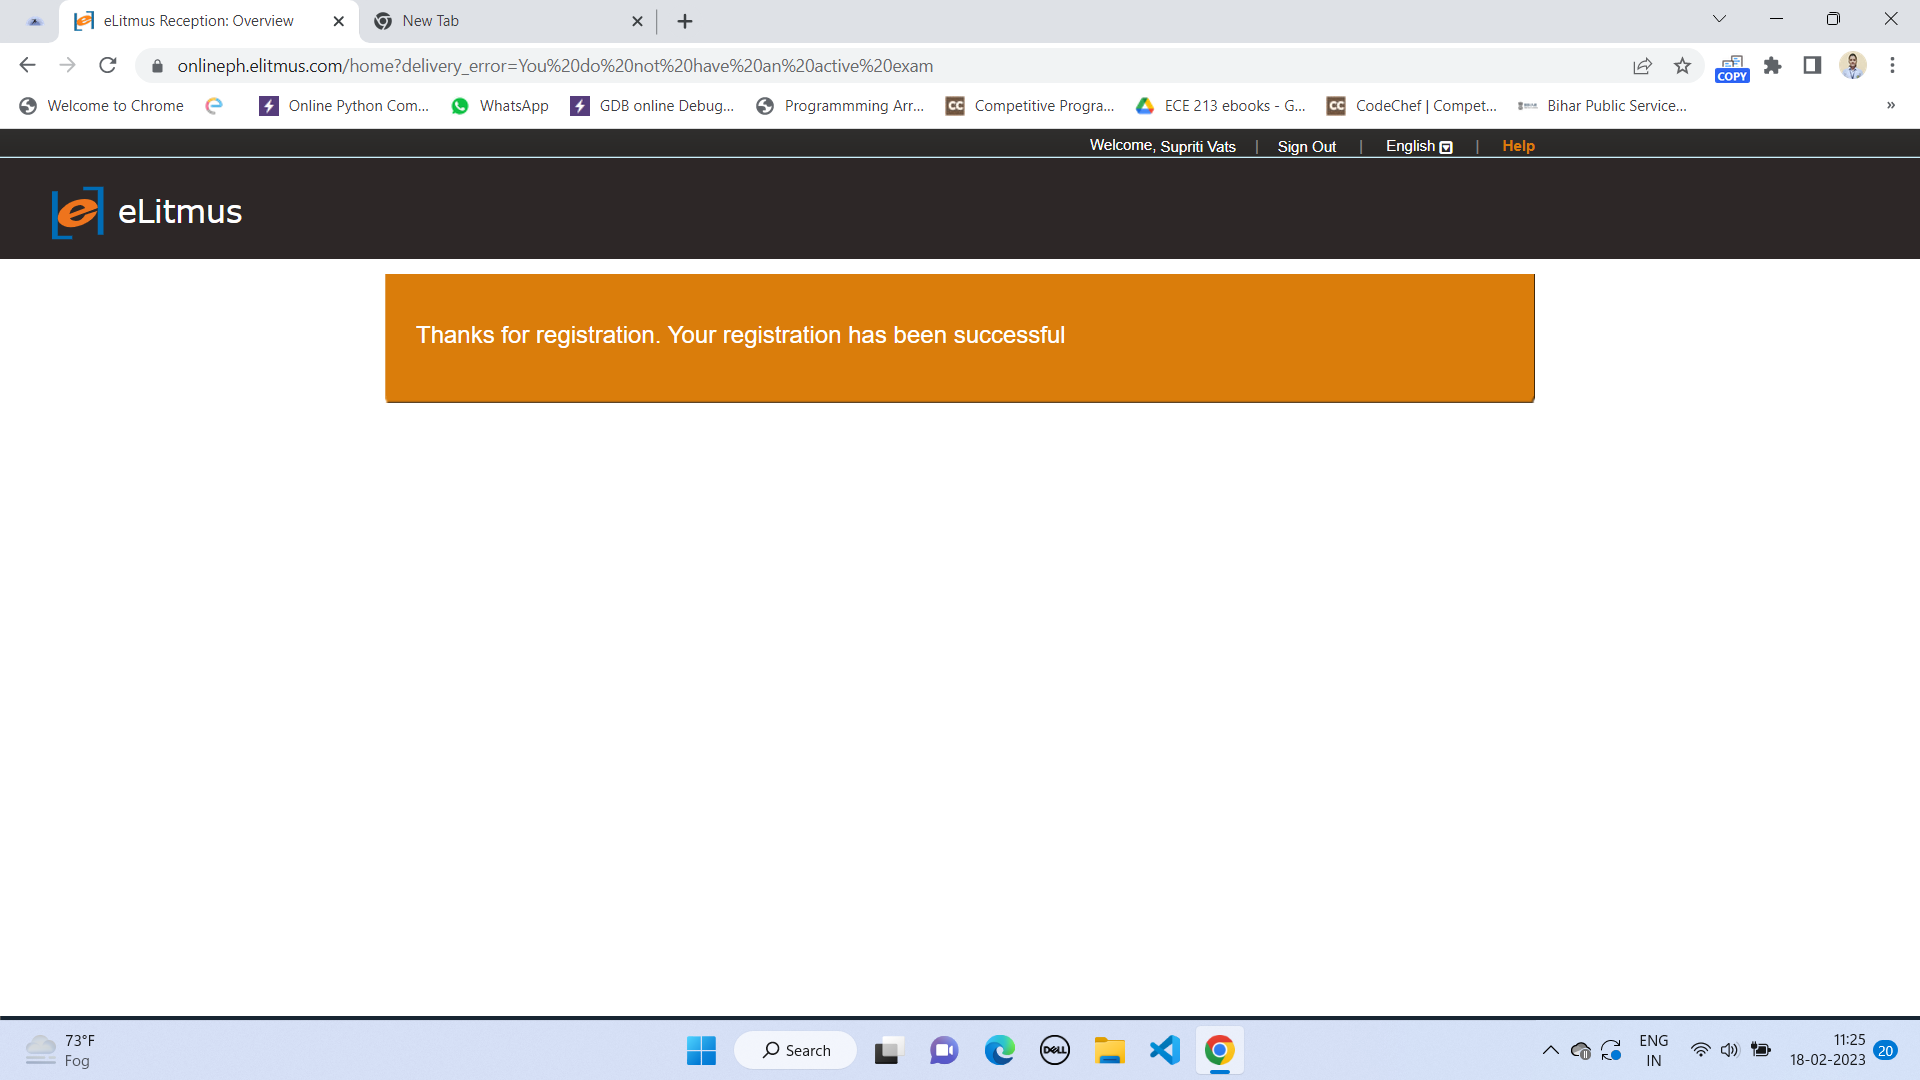 eLitmus Reception: Overview
New Tab
onlineph.elitmus.com/home?delivery_error=You%20do%20not%20have%20an%20active%20exam
COPY
Welcome to Chrome
Online Python Com...
WhatsApp
GDB online Debug...
Programmming Arr...
CC Competitive Progra...
ECE 213 ebooks - G...
CC CodeChef | Compet...
Bihar Public Service...
»
Welcome, Supriti Vats | Sign Out | English | Help
eLitmus
Thanks for registration. Your registration has been successful
73°F
Fog
Search
DELL
ENG
IN
11:25
18-02-2023
20